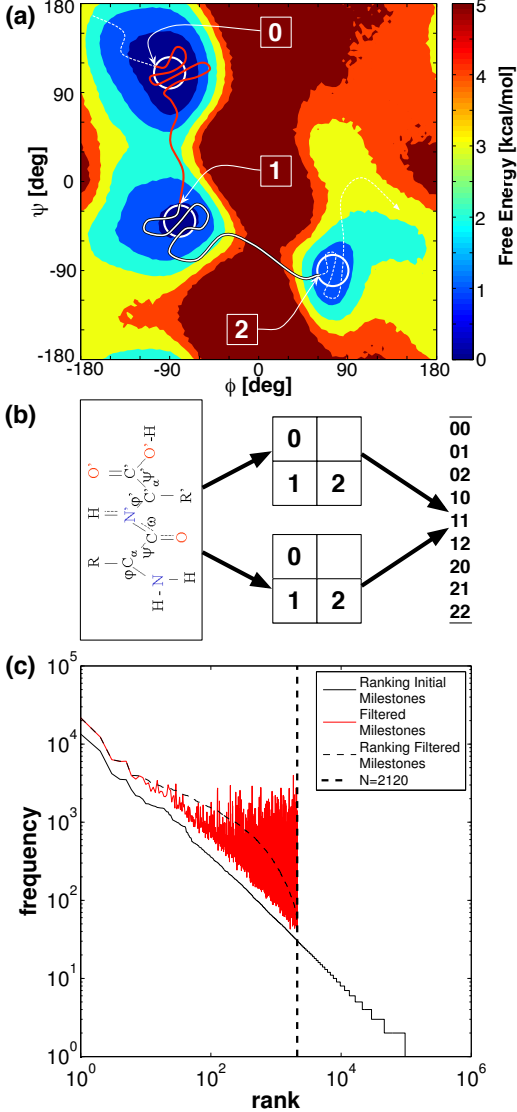 (a)
180
90
0
-90
-180
ψ [deg]
-180
-90
0
90
180
ϕ [deg]
0
1
2
5
4
3
2
1
0
Free Energy [kcal/mol]
(b)
O'
C'
O'-H
H
N'
φ'
C'α
ψ'
R'
R
Cα
φ
ψ
C
ω
O
H - N - H
0
1 2
0
1 2
00
01
02
10
11
12
20
21
22
(c)
10^5
10^4
10^3
10^2
10^1
10^0
frequency
10^0
10^2
10^4
10^6
rank
Ranking Initial
Milestones
Filtered
Milestones
Ranking Filtered
Milestones
N=2120